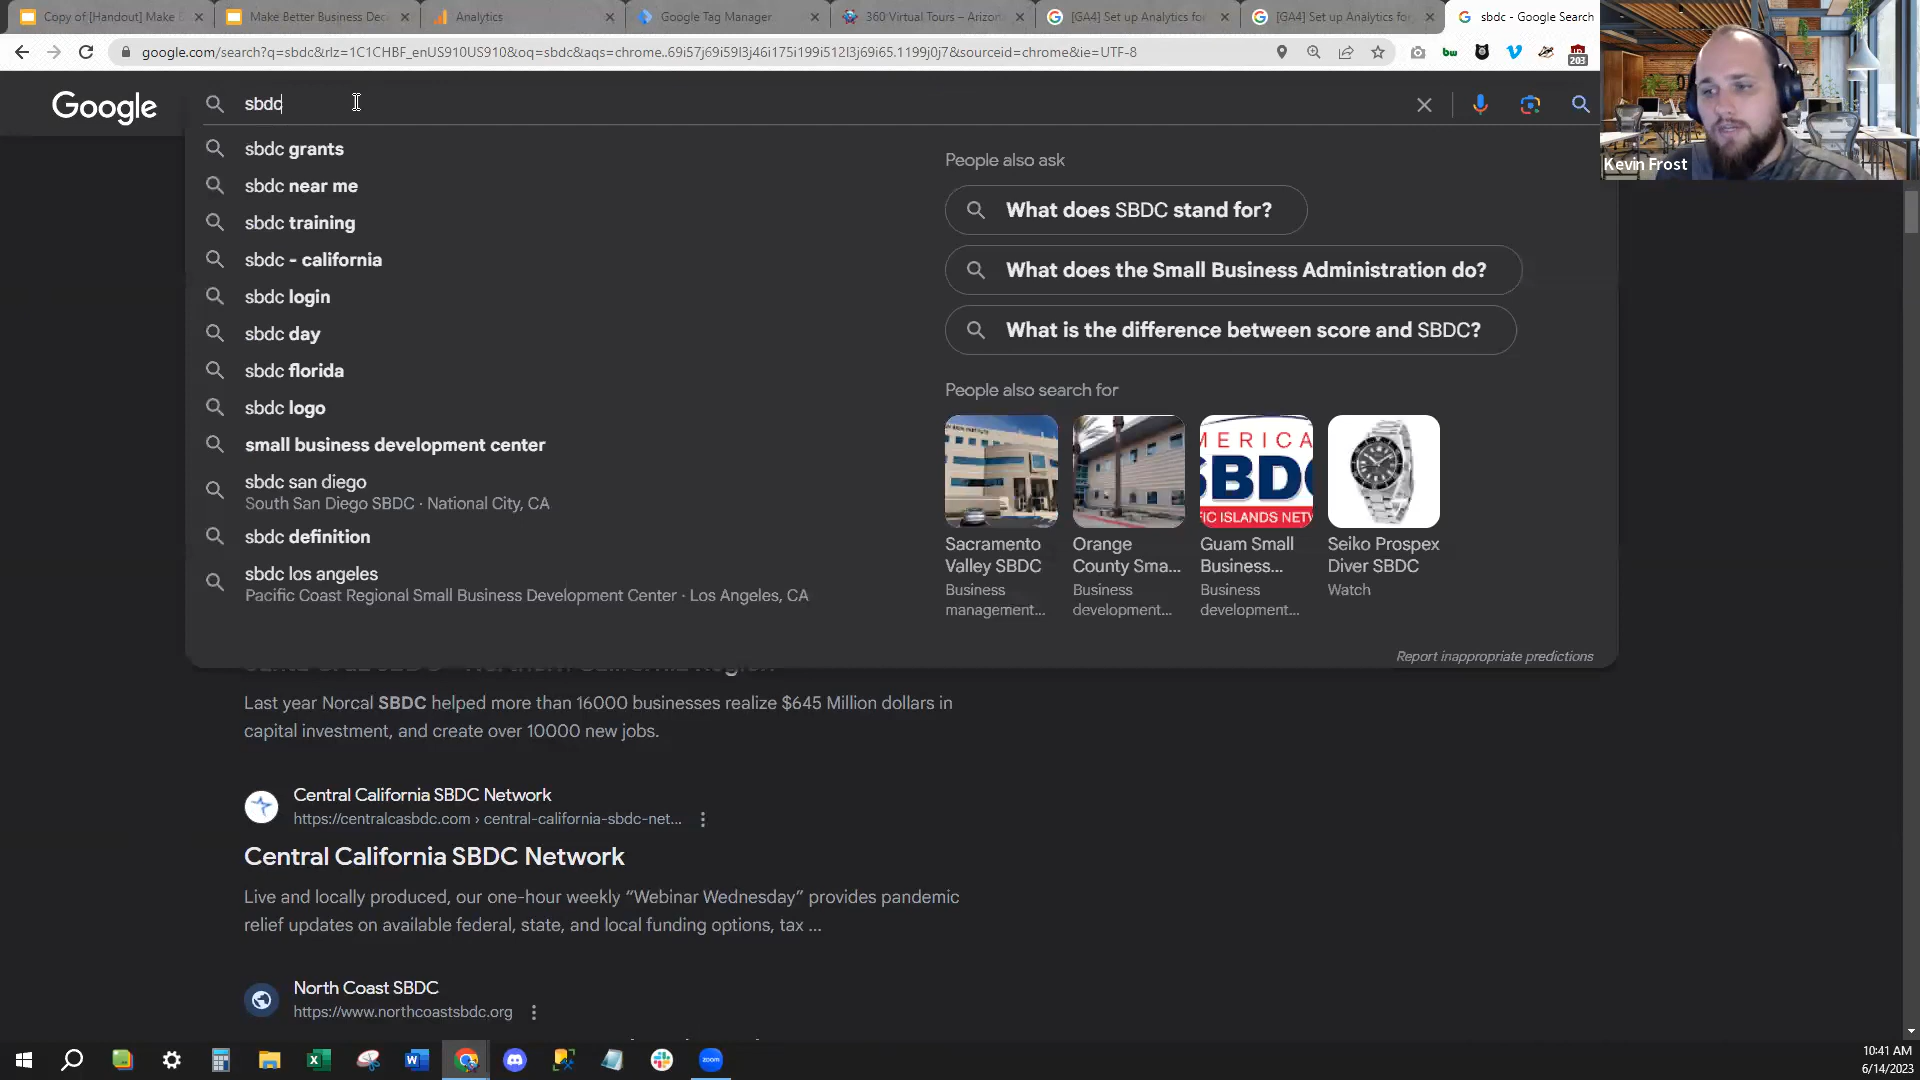 Copy of [Handout] Make
Make Better Business Dec
Analytics
Google Tag Manager
360 Virtual Tours – Arizon
[GA4] Set up Analytics for
[GA4] Set up Analytics for
sbdc - Google Search
google.com/search?q=sbdc&rlz=1C1CHBF_enUS910US910&oq=sbdc&aqs=chrome..69i57j69i59l3j46i175i199i512l3j69i65.1199j0j7&sourceid=chrome&ie=UTF-8
bw
203
Google
sbdc
Kevin Frost
sbdc grants
sbdc near me
sbdc training
sbdc - california
sbdc login
sbdc day
sbdc florida
sbdc logo
small business development center
sbdc san diego
South San Diego SBDC · National City, CA
sbdc definition
sbdc los angeles
Pacific Coast Regional Small Business Development Center · Los Angeles, CA
People also ask
What does SBDC stand for?
What does the Small Business Administration do?
What is the difference between score and SBDC?
People also search for
MERICA
SBDC
IC ISLANDS NET
Sacramento
Valley SBDC
Business
management...
Orange
County Sma...
Business
development...
Guam Small
Business...
Business
development...
Seiko Prospex
Diver SBDC
Watch
Report inappropriate predictions
Last year Norcal SBDC helped more than 16000 businesses realize $645 Million dollars in
capital investment, and create over 10000 new jobs.
Central California SBDC Network
https://centralcasbdc.com › central-california-sbdc-net...
Central California SBDC Network
Live and locally produced, our one-hour weekly “Webinar Wednesday” provides pandemic
relief updates on available federal, state, and local funding options, tax ...
North Coast SBDC
https://www.northcoastsbdc.org
zoom
10:41 AM
6/14/2023